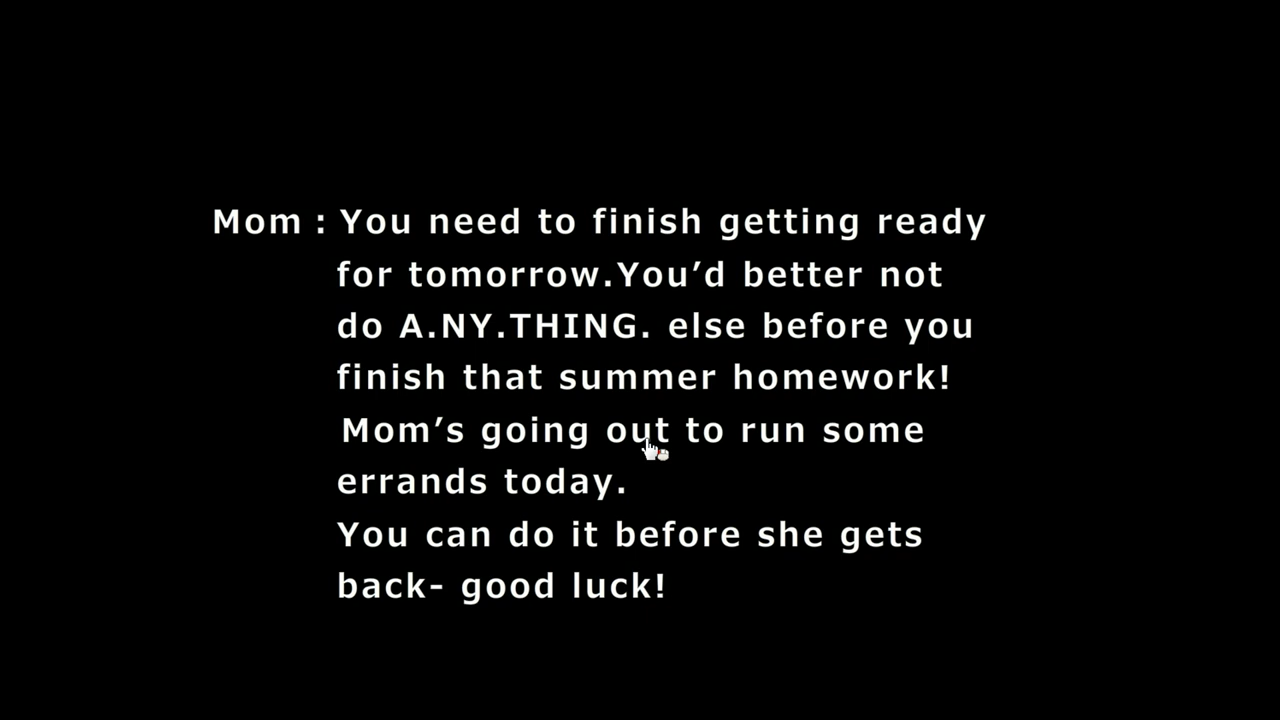 Mom : You need to finish getting ready
for tomorrow.You’d better not
do A.NY.THING. else before you
finish that summer homework!
Mom’s going out to run some
errands today.
You can do it before she gets
back- good luck!